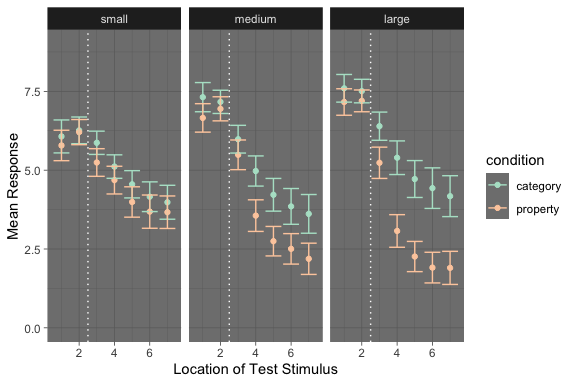 small medium large
7.5
5.0
2.5
0.0
2 4 6 2 4 6 2 4 6
Mean Response
Location of Test Stimulus
condition
category
property